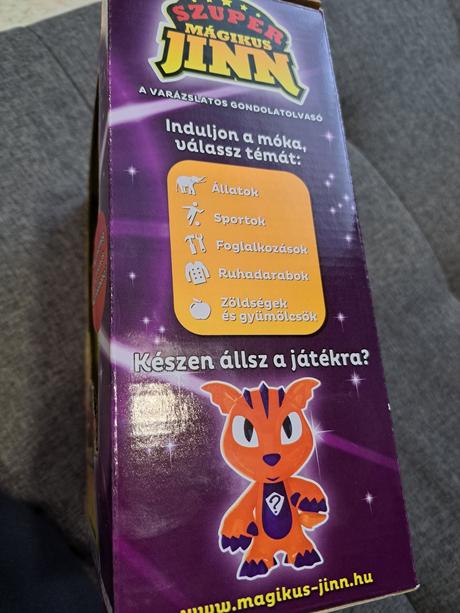 SZUPER
MÁGIKUS
JINN
A VARÁZSLATOS GONDOLATOLVASÓ
Induljon a móka,
válassz témát:
Állatok
Sportok
Foglalkozások
Ruhadarabok
Zöldségek
és gyümölcsök
Készen állsz a játékra?
?
www.magikus-jinn.hu